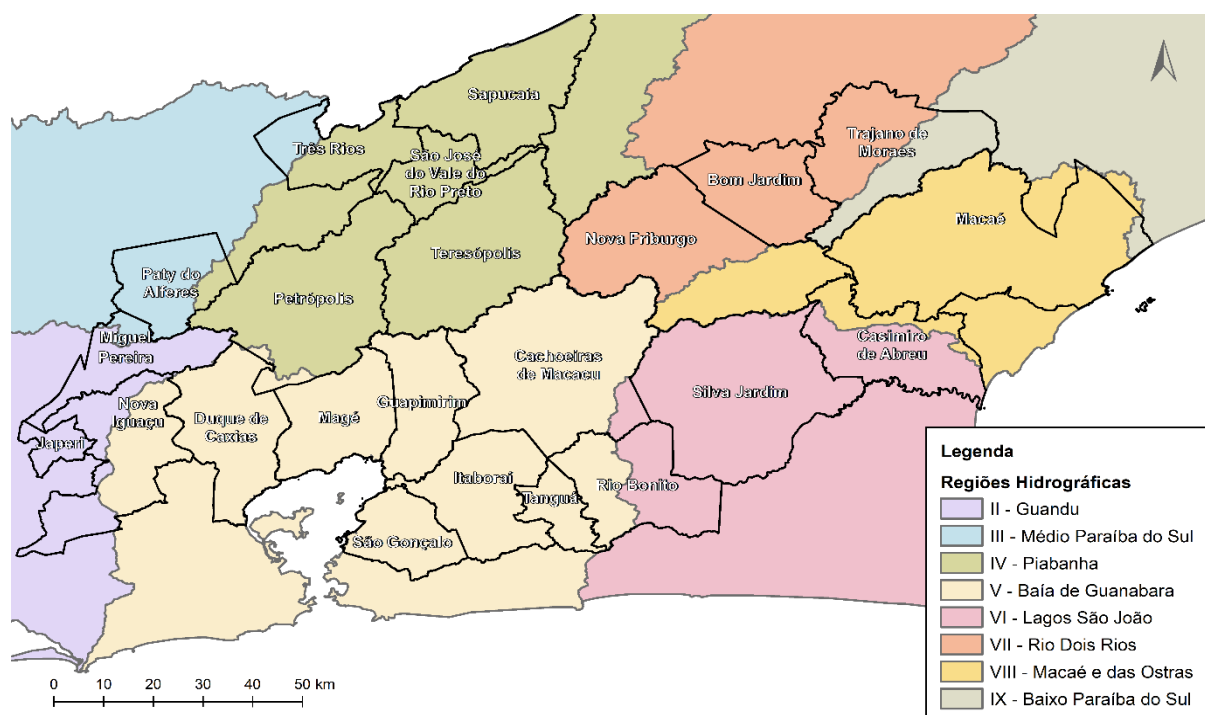 Sapucaia
Três Rios
São José
do Vale do
Rio Preto
Trajano de
Moraes
Bom Jardim
Macaé
Nova Friburgo
Teresópolis
Paty do
Alferes
Petrópolis
Miguel
Pereira
Casimiro
de Abreu
Cachoeiras
de Macacu
Silva Jardim
Nova
Iguaçu
Duque de
Caxias
Magé
Guapimirim
Japeri
Itaboraí
Tanguá
Rio Bonito
São Gonçalo
Legenda
Regiões Hidrográficas
II - Guandu
III - Médio Paraíba do Sul
IV - Piabanha
V - Baía de Guanabara
VI - Lagos São João
VII - Rio Dois Rios
VIII - Macaé e das Ostras
IX - Baixo Paraíba do Sul
0 10 20 30 40 50 km